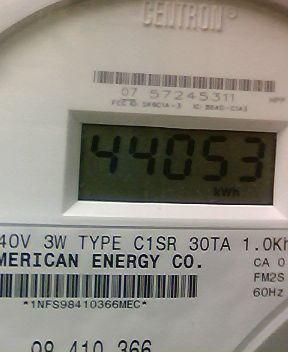 CENTRON®
07 57245311
44053
kWh
40V 3W TYPE C1SR 30TA 1.0Kh
MERICAN ENERGY CO.
CA 0
FM2S
60Hz
*1NFS98410366MEC*
98 410 366